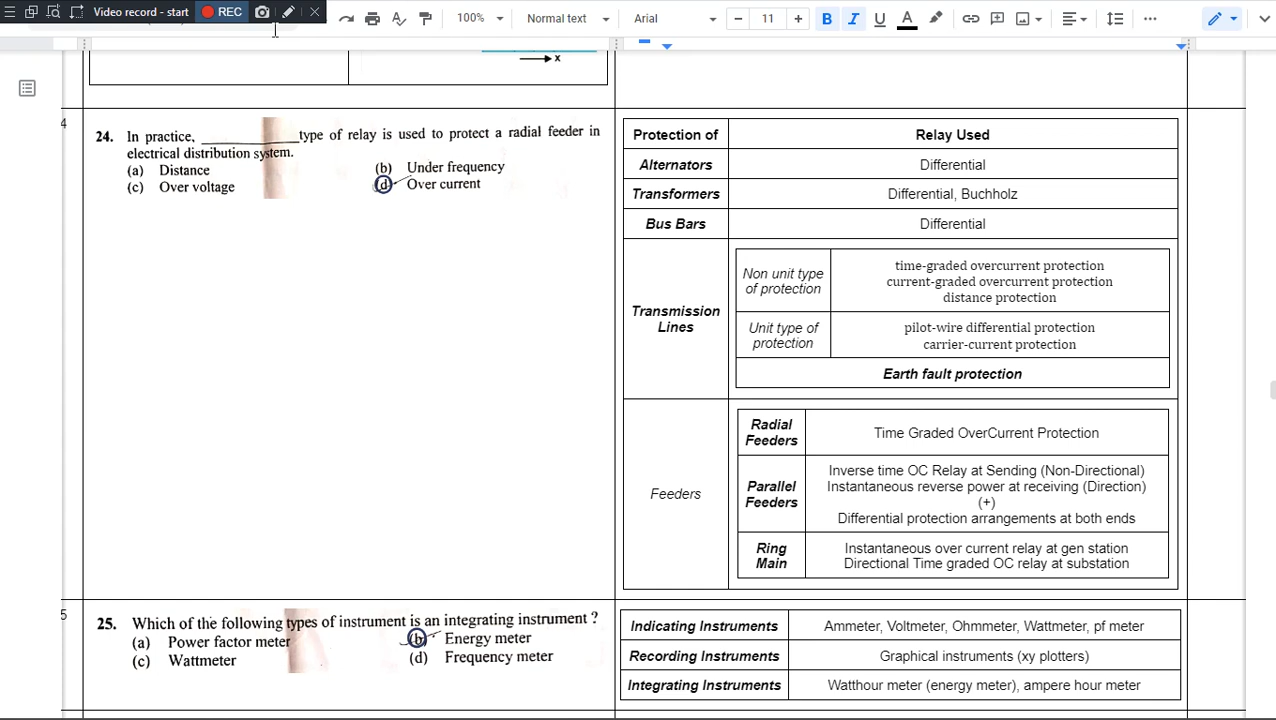 Video record - start
REC
100%
Normal text
Arial
11
B I U A
x
4
24. In practice, ____________type of relay is used to protect a radial feeder in
electrical distribution system.
(a) Distance
(b) Under frequency
(c) Over voltage
(d) Over current
Protection of
Relay Used
Alternators
Differential
Transformers
Differential, Buchholz
Bus Bars
Differential
Transmission
Lines
Non unit type
of protection
time-graded overcurrent protection
current-graded overcurrent protection
distance protection
Unit type of
protection
pilot-wire differential protection
carrier-current protection
Earth fault protection
Feeders
Radial
Feeders
Time Graded OverCurrent Protection
Parallel
Feeders
Inverse time OC Relay at Sending (Non-Directional)
Instantaneous reverse power at receiving (Direction)
(+)
Differential protection arrangements at both ends
Ring
Main
Instantaneous over current relay at gen station
Directional Time graded OC relay at substation
5
25. Which of the following types of instrument is an integrating instrument ?
(a) Power factor meter
(b) Energy meter
(c) Wattmeter
(d) Frequency meter
Indicating Instruments
Ammeter, Voltmeter, Ohmmeter, Wattmeter, pf meter
Recording Instruments
Graphical instruments (xy plotters)
Integrating Instruments
Watthour meter (energy meter), ampere hour meter